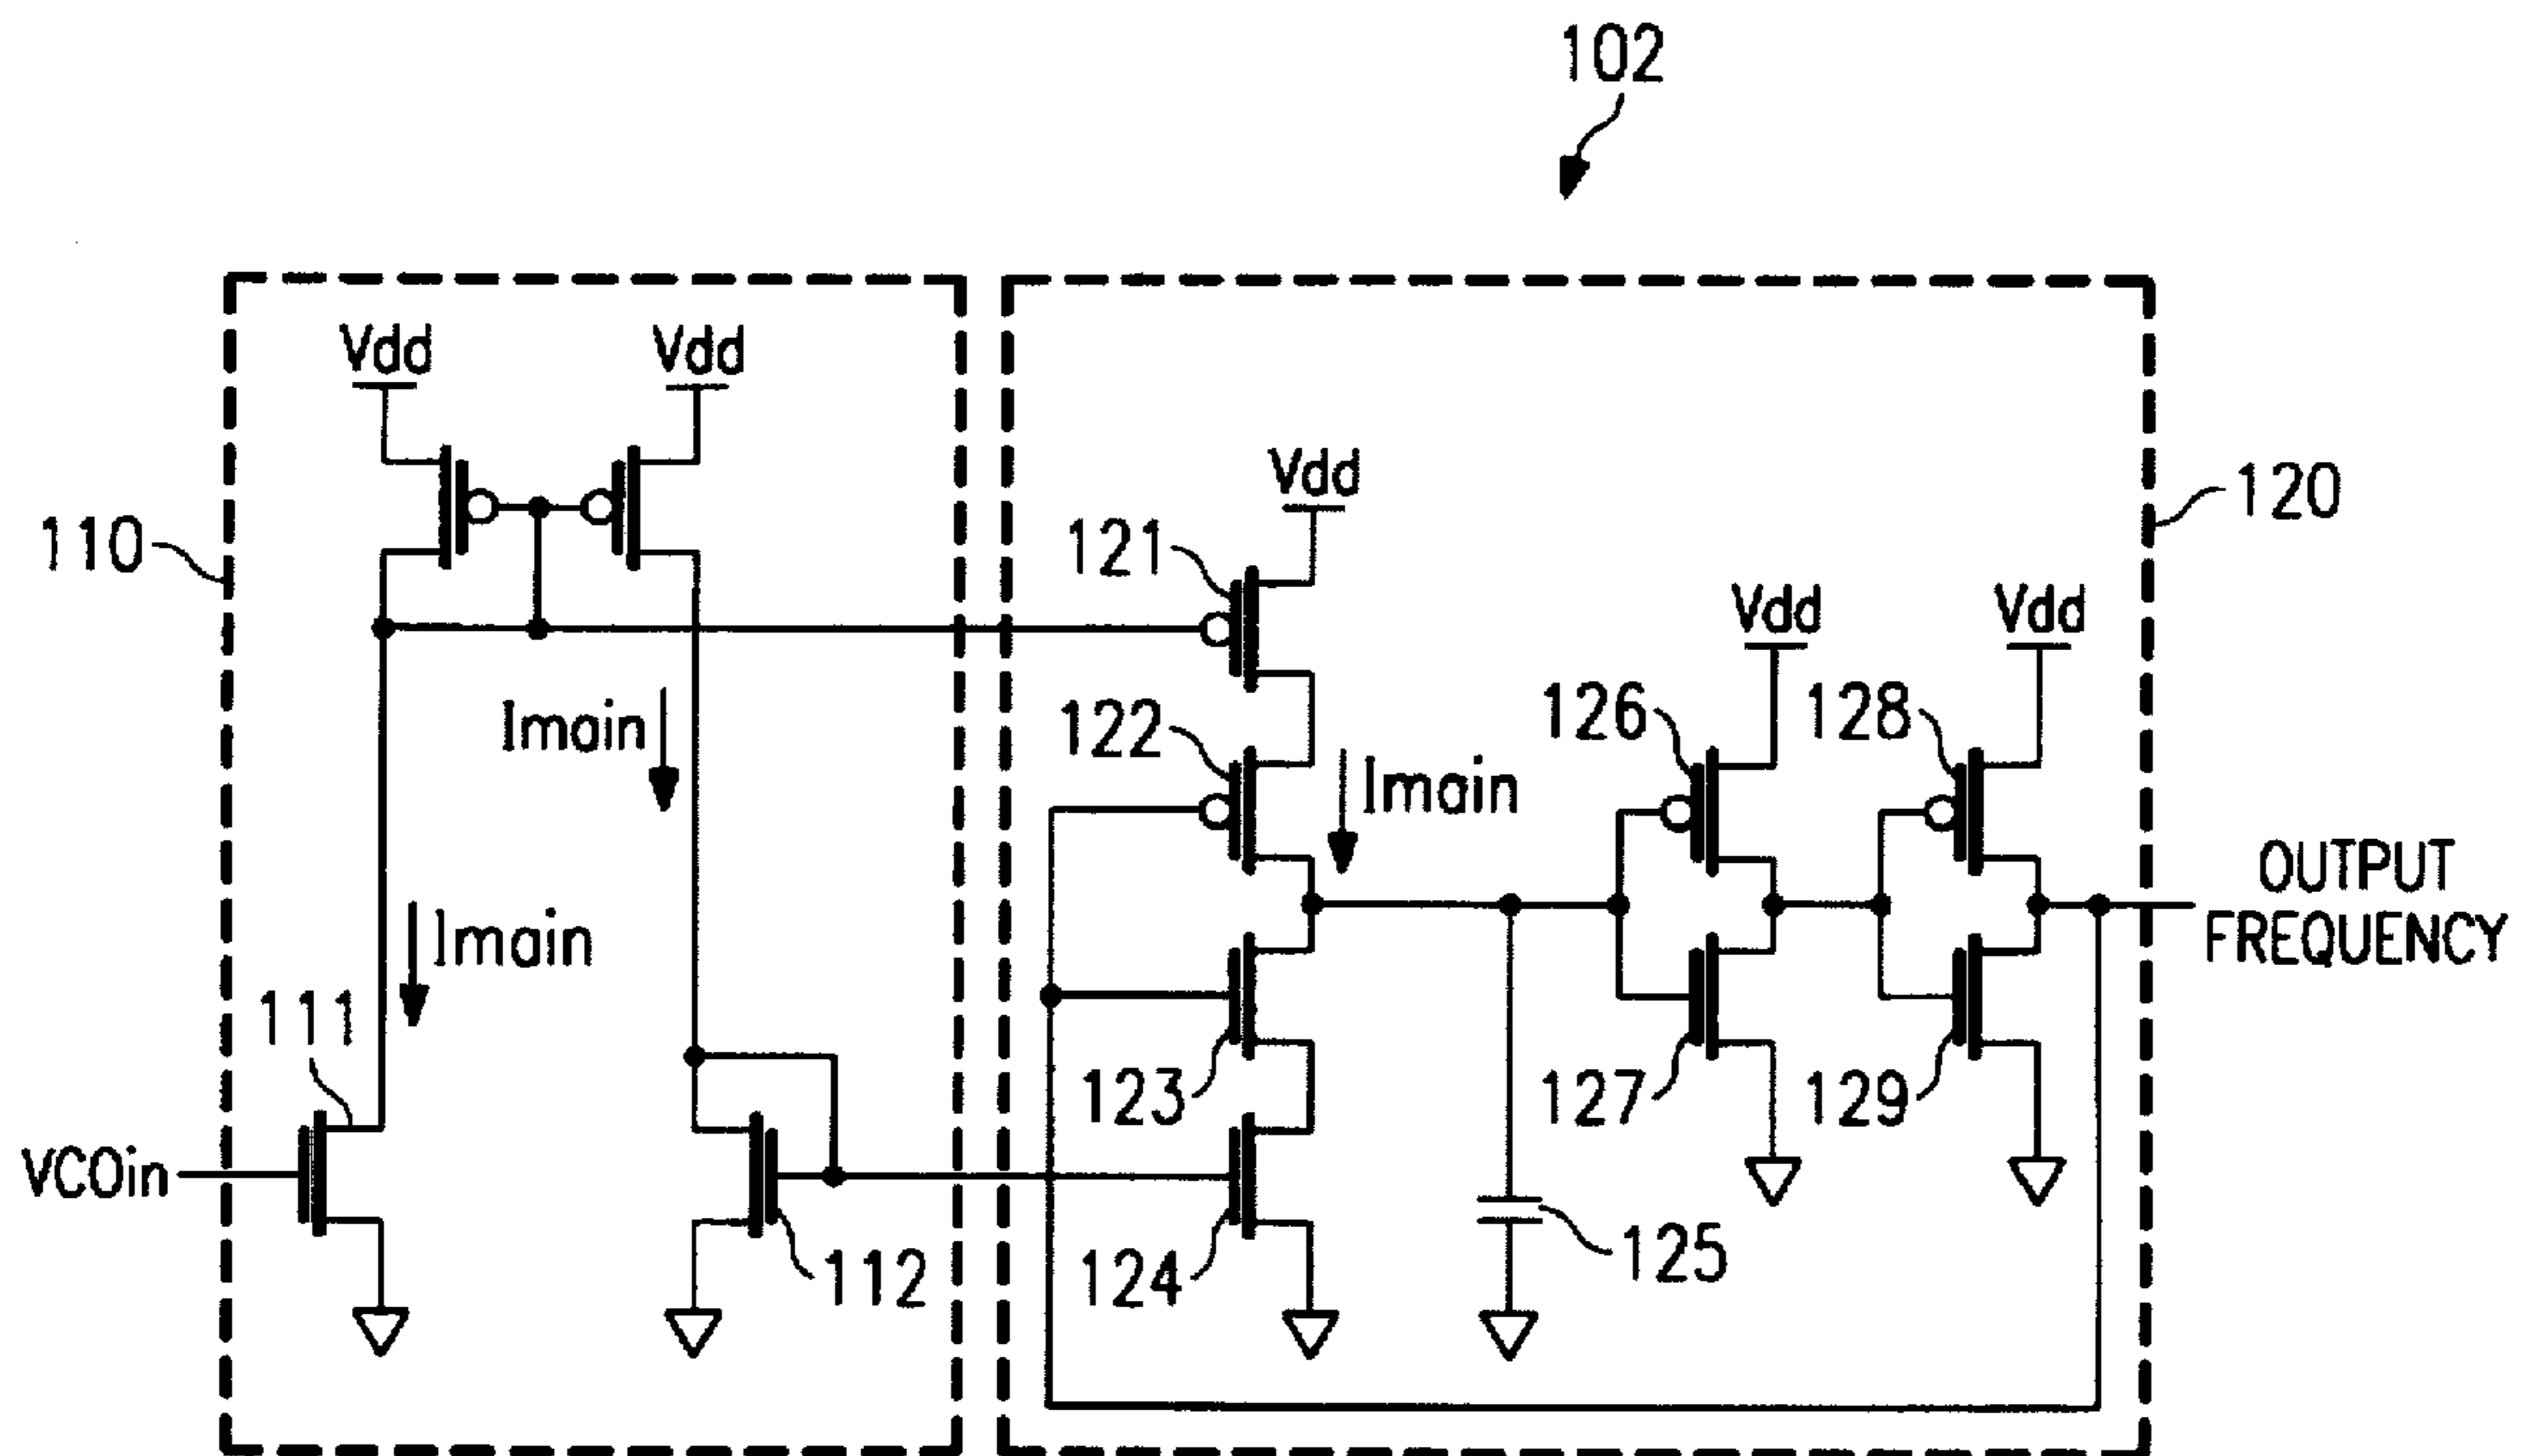 102
Vdd
Vdd
Vdd
110
121
120
Vdd
Vdd
Imain
122
126
128
Imain
OUTPUT
FREQUENCY
Imain
111
123
127
129
VCOin
112
124
125